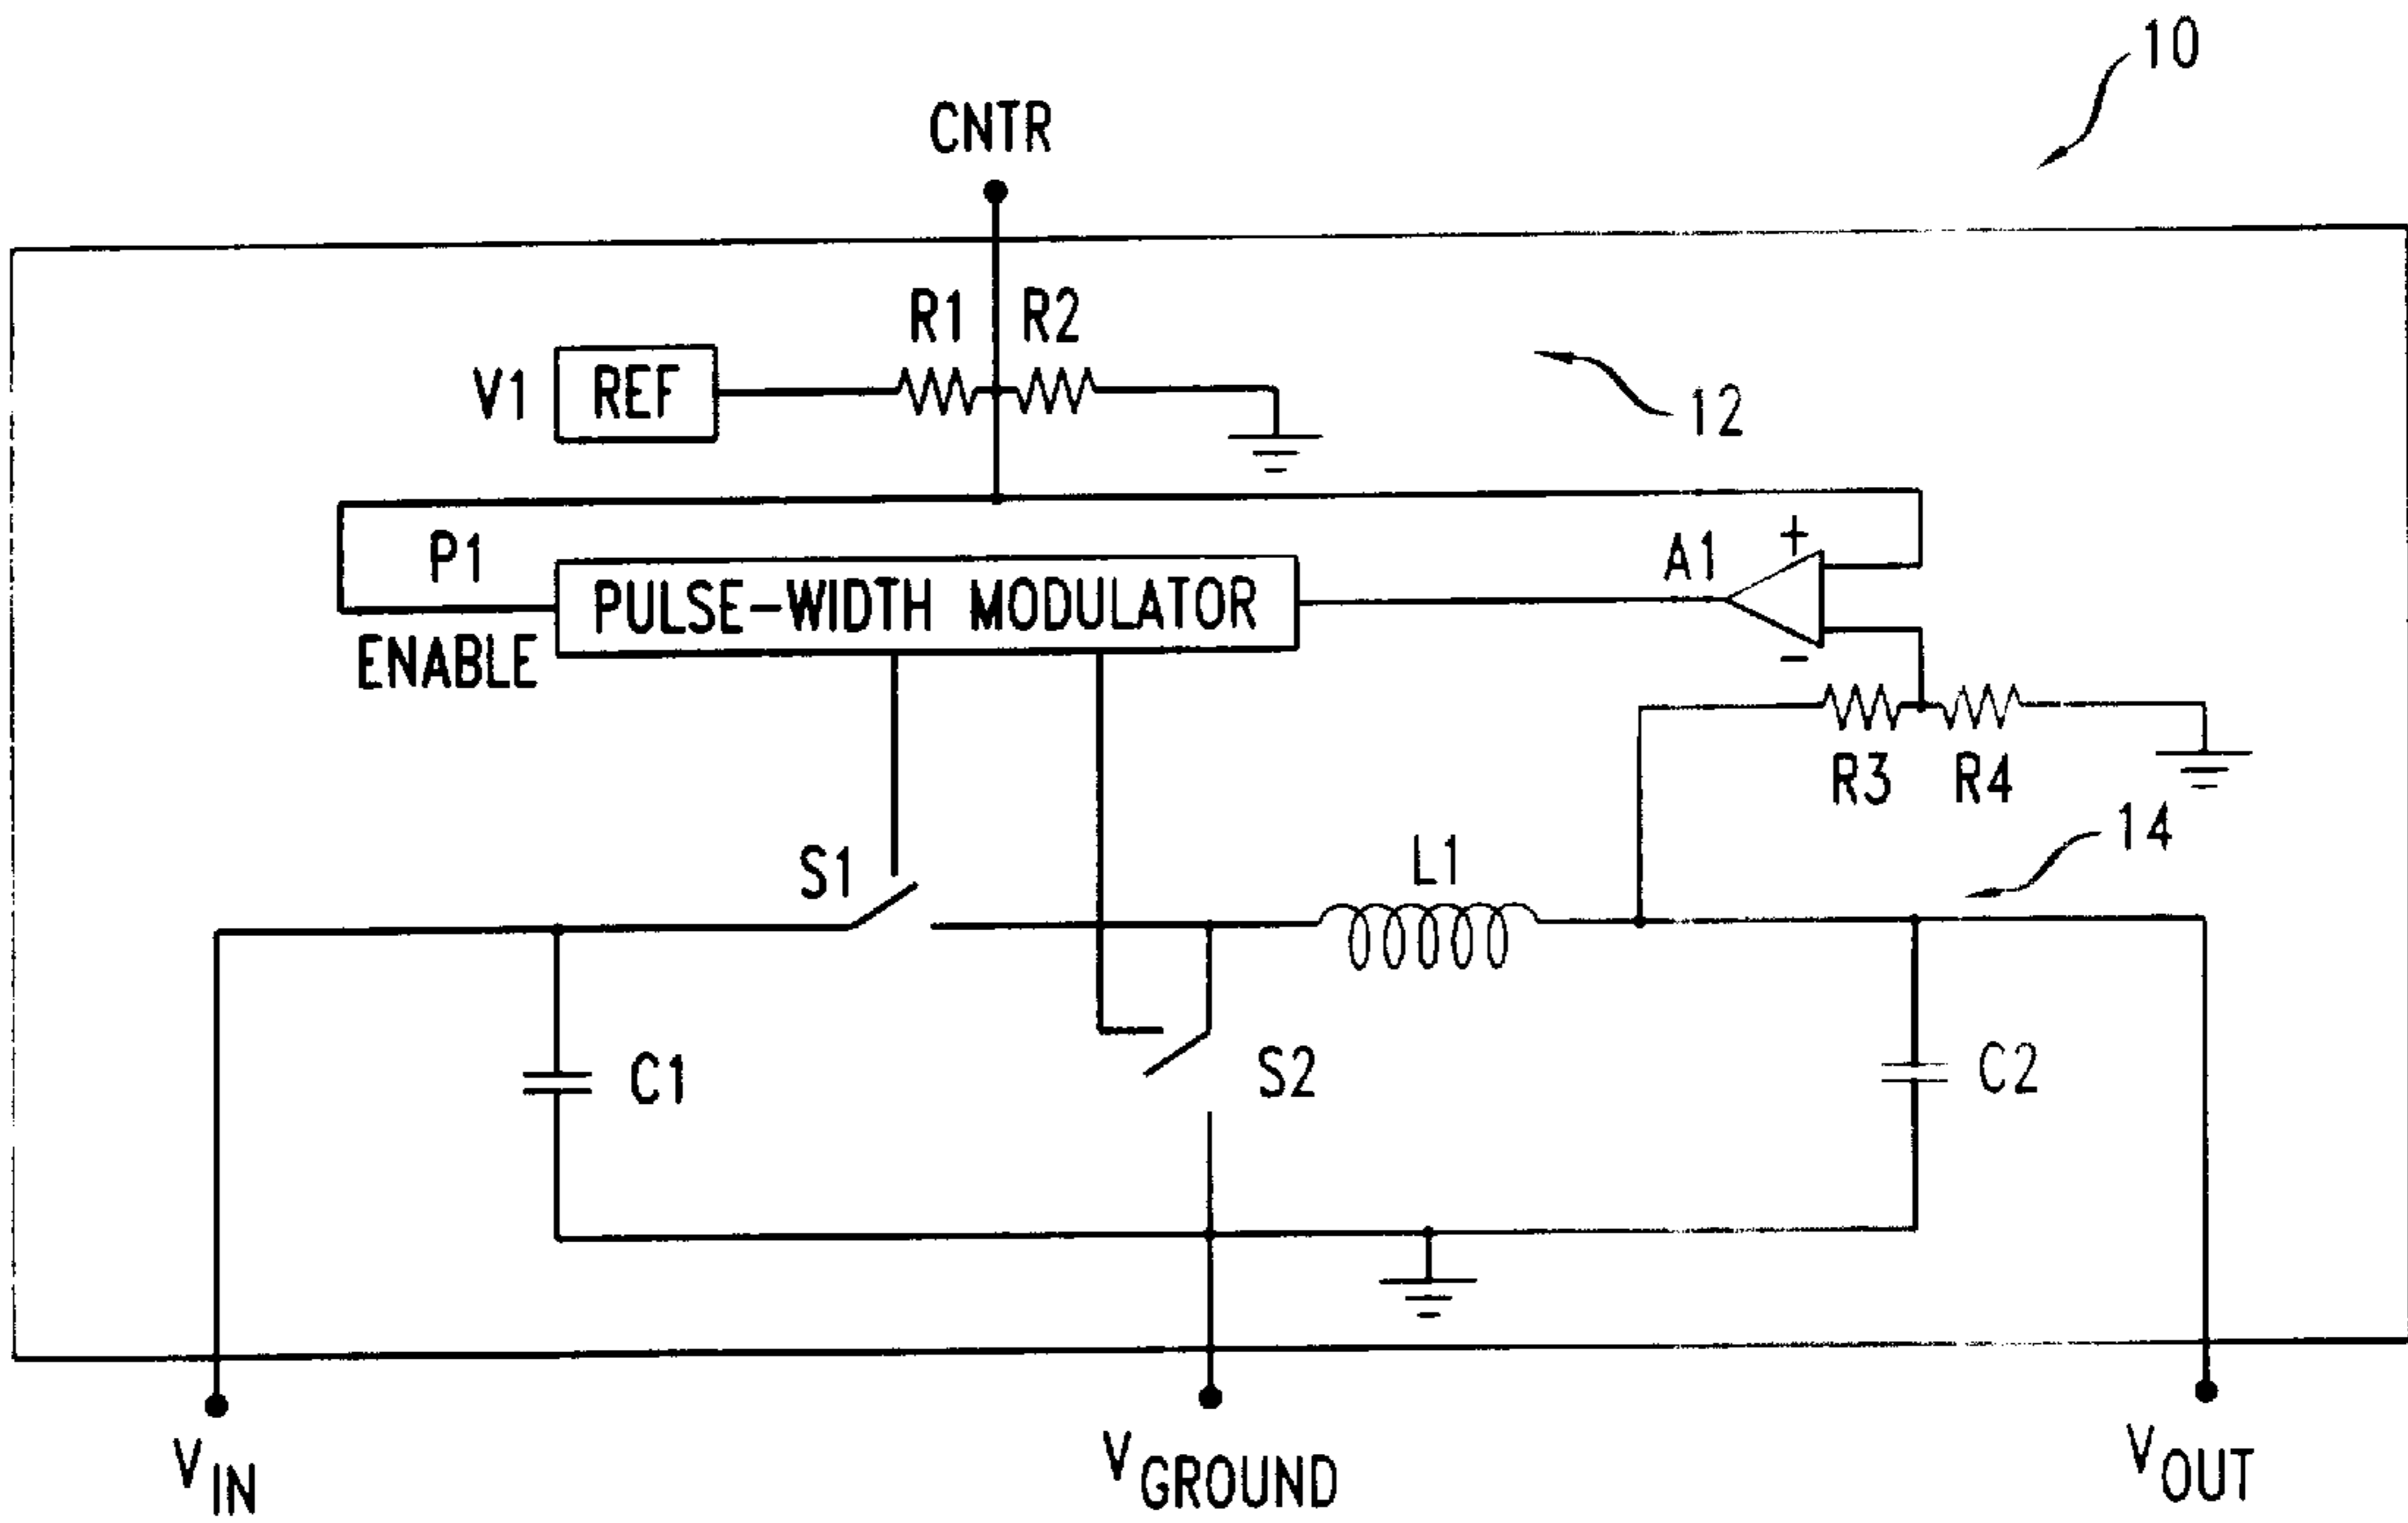 10
CNTR
R1 R2
V1 REF
12
P1
A1 +
PULSE-WIDTH MODULATOR
ENABLE
-
R3 R4
14
S1
L1
C1
S2
C2
VIN
VGROUND
VOUT